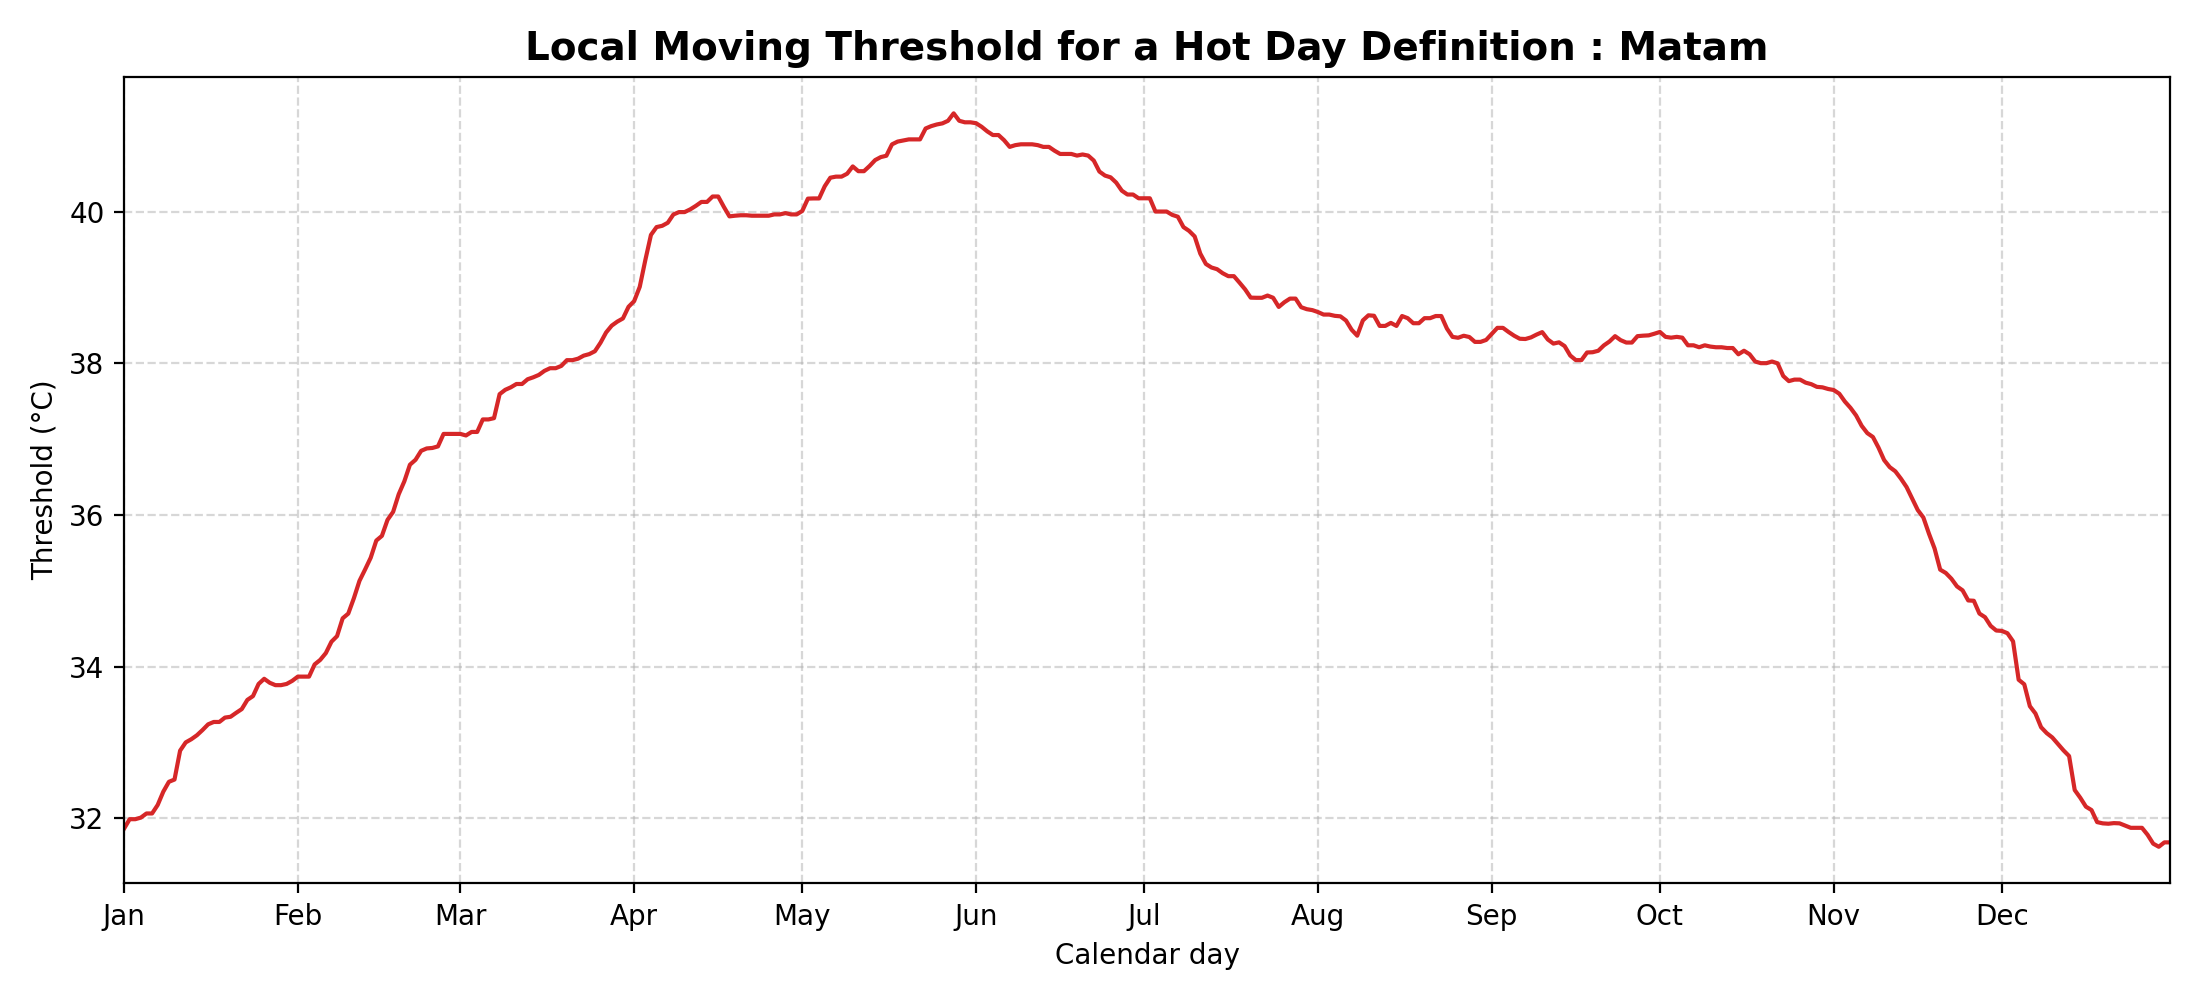 Local Moving Threshold for a Hot Day Definition : Matam
Threshold (°C)
40
38
36
34
32
Jan Feb Mar Apr May Jun Jul Aug Sep Oct Nov Dec
Calendar day